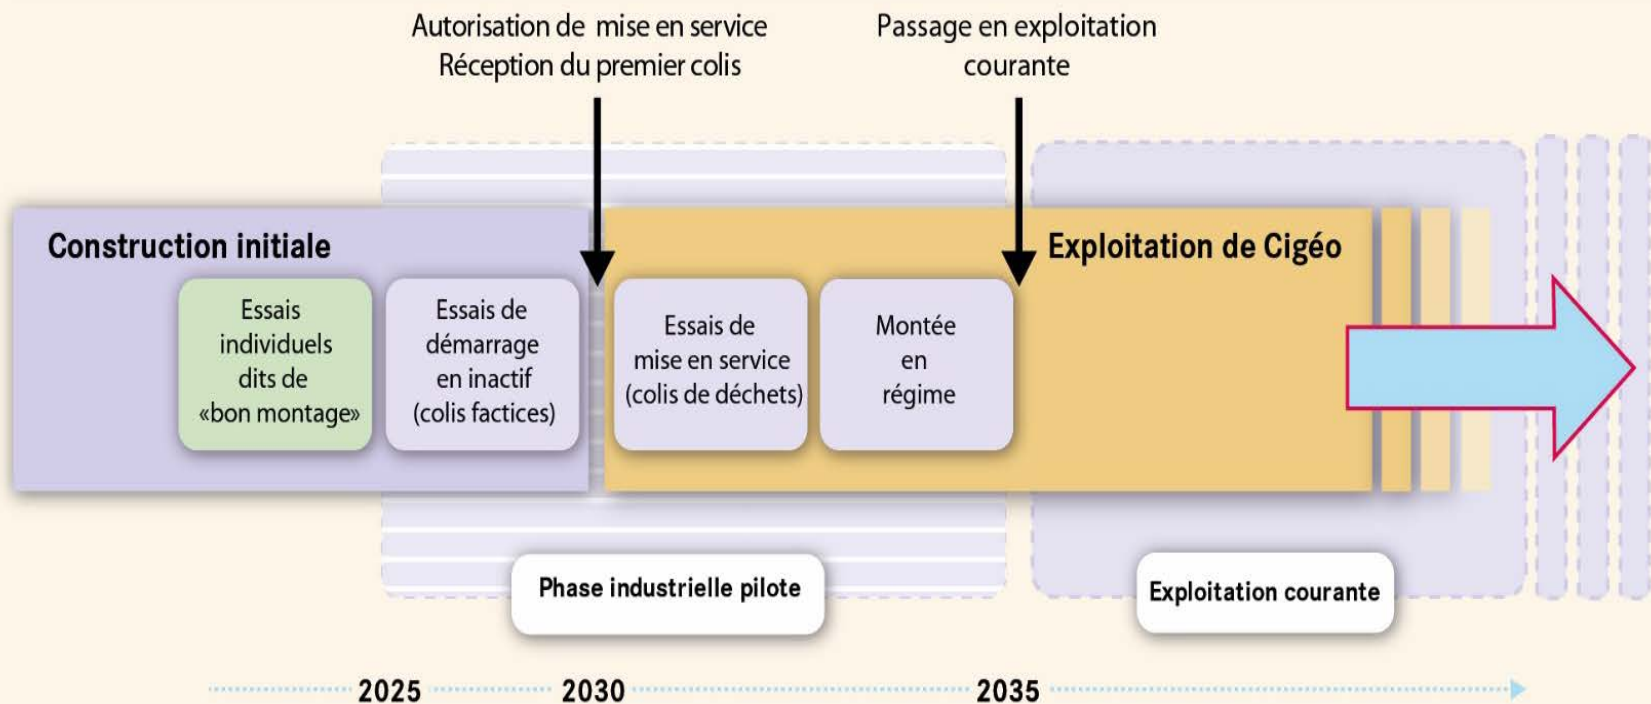 Autorisation de mise en service
Réception du premier colis
Passage en exploitation
courante
Construction initiale
Exploitation de Cigéo
Essais
individuels
dits de
«bon montage»
Essais de
démarrage
en inactif
(colis factices)
Essais de
mise en service
(colis de déchets)
Montée
en
régime
Phase industrielle pilote
Exploitation courante
2025
2030
2035